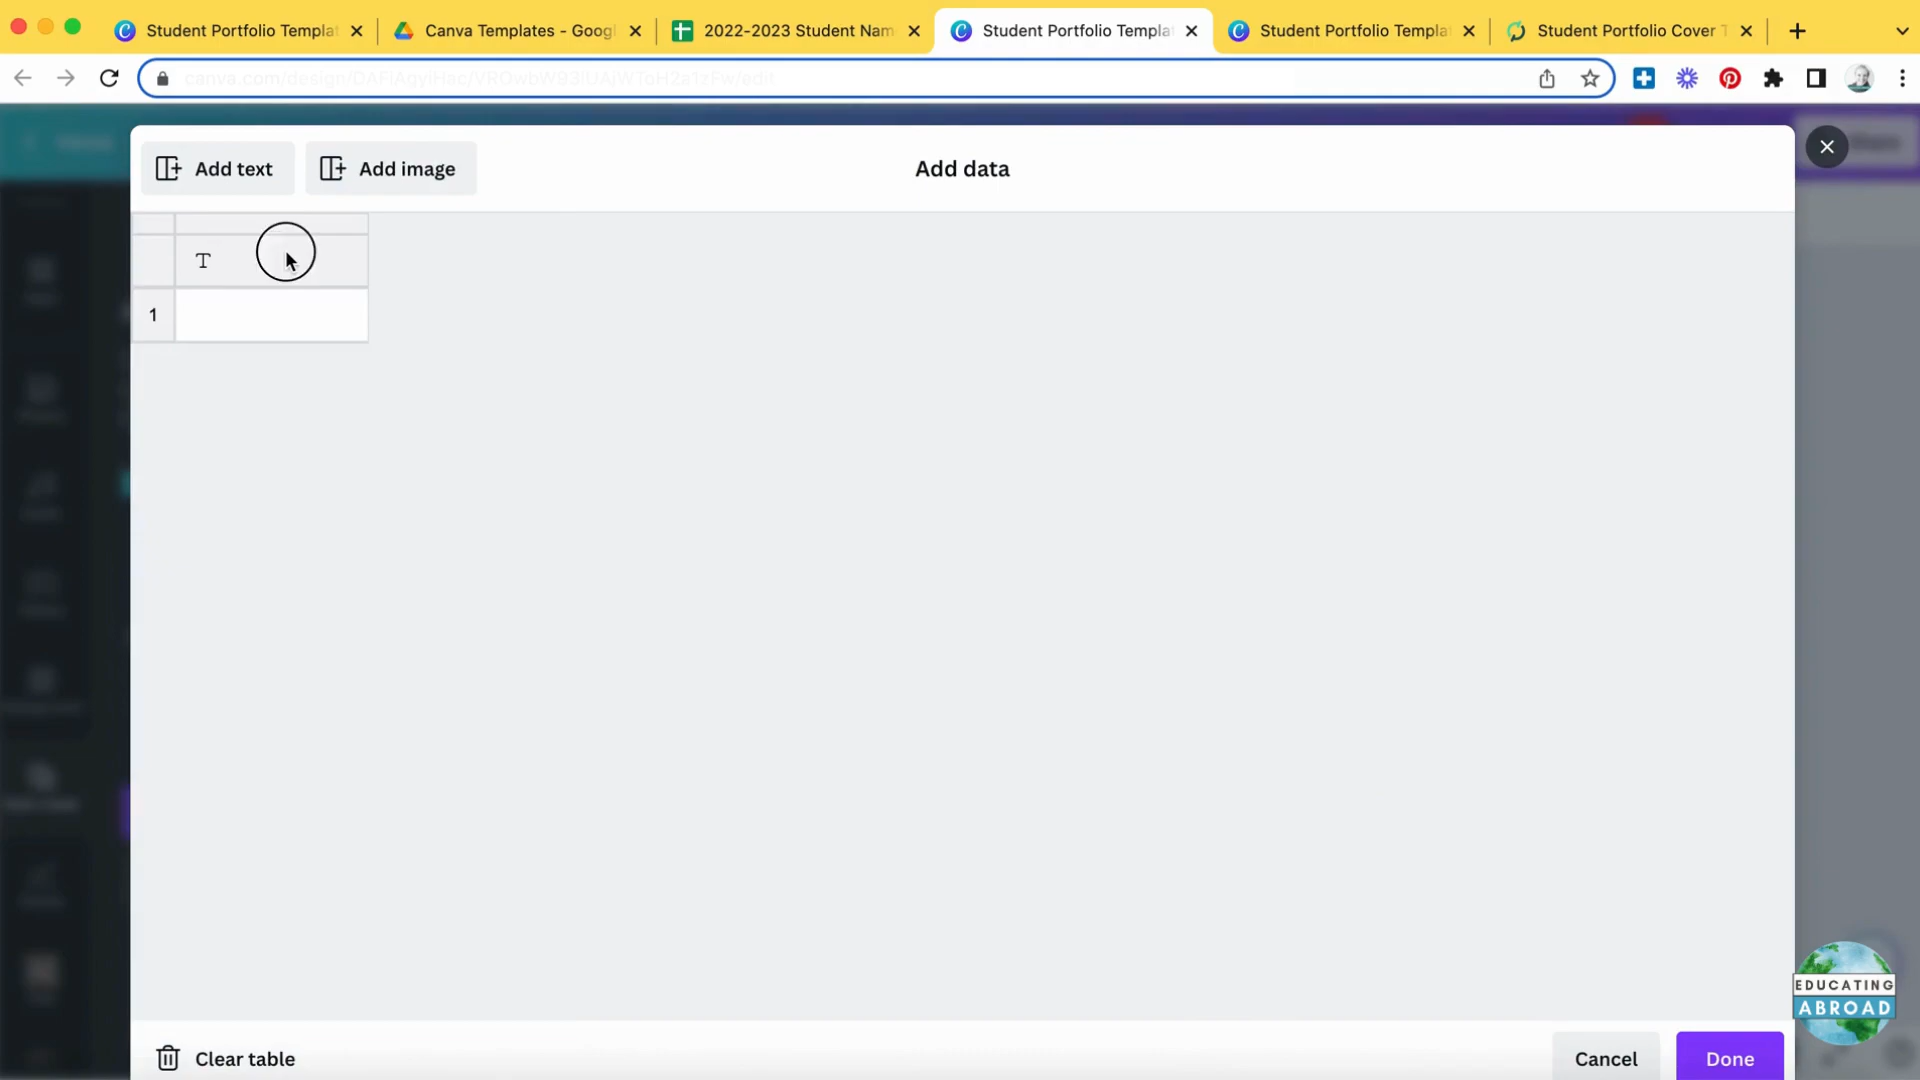 Student Portfolio Templa
Canva Templates - Googl
2022-2023 Student Nam
Student Portfolio Templa
Student Portfolio Templa
Student Portfolio Cover T
Add text
Add image
Add data
T
1
EDUCATING
ABROAD
Clear table
Cancel
Done